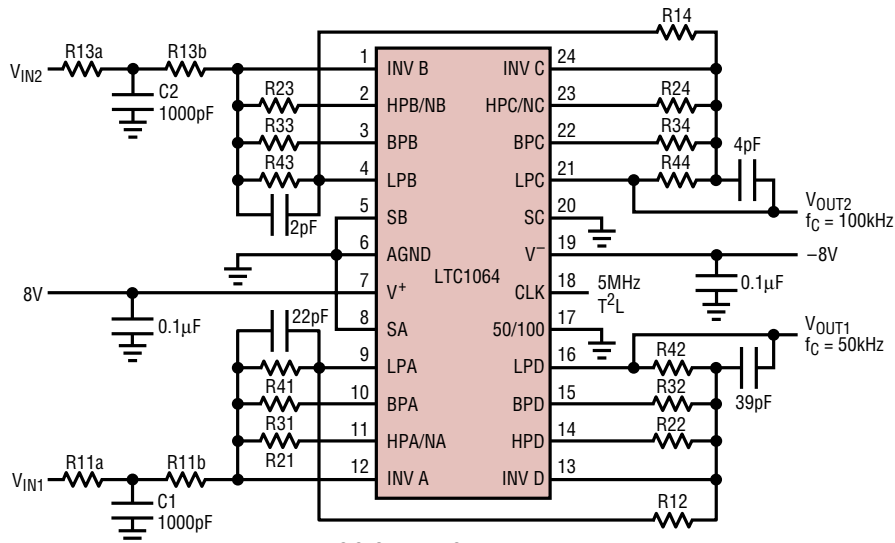 R14
R13a
R13b
VIN2
C2
1000pF
1
INV B
INV C
24
R23
2
HPB/NB
HPC/NC
23
R24
R33
3
BPB
BPC
22
R34
R43
4
LPB
LPC
21
R44
4pF
2pF
5
SB
SC
20
VOUT2
fC = 100kHz
6
AGND
V–
19
–8V
LTC1064
8V
7
V+
CLK
18
5MHz
T2L
0.1µF
0.1µF
22pF
8
SA
50/100
17
VOUT1
fC = 50kHz
9
LPA
LPD
16
R42
R41
39pF
10
BPA
BPD
15
R32
R31
11
HPA/NA
HPD
14
R22
R21
R11a
R11b
12
INV A
INV D
13
VIN1
C1
1000pF
R12